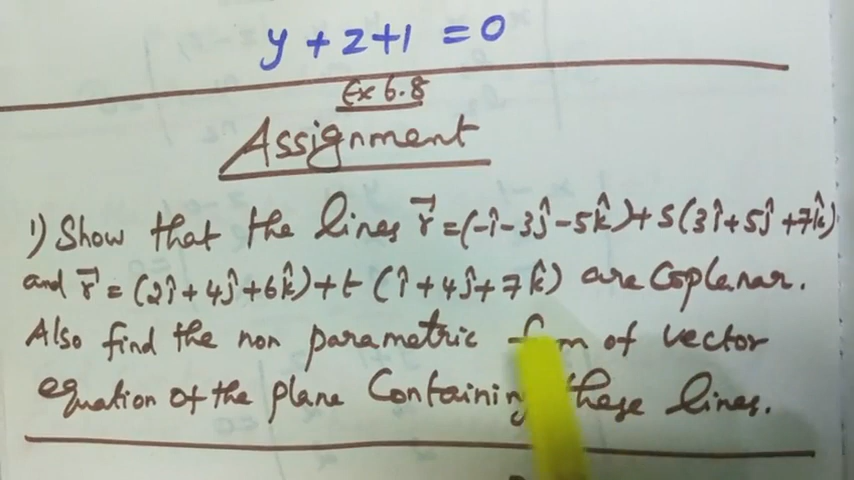 y + z + 1 = 0
Ex 6.8
Assignment
1) Show that the lines r⃗ = (-î - 3ĵ - 5k̂) + s(3î + 5ĵ + 7k̂)
and r⃗ = (2î + 4ĵ + 6k̂) + t (î + 4ĵ + 7k̂) are Coplanar.
Also find the non parametric of vector
equation of the plane Containing these lines.